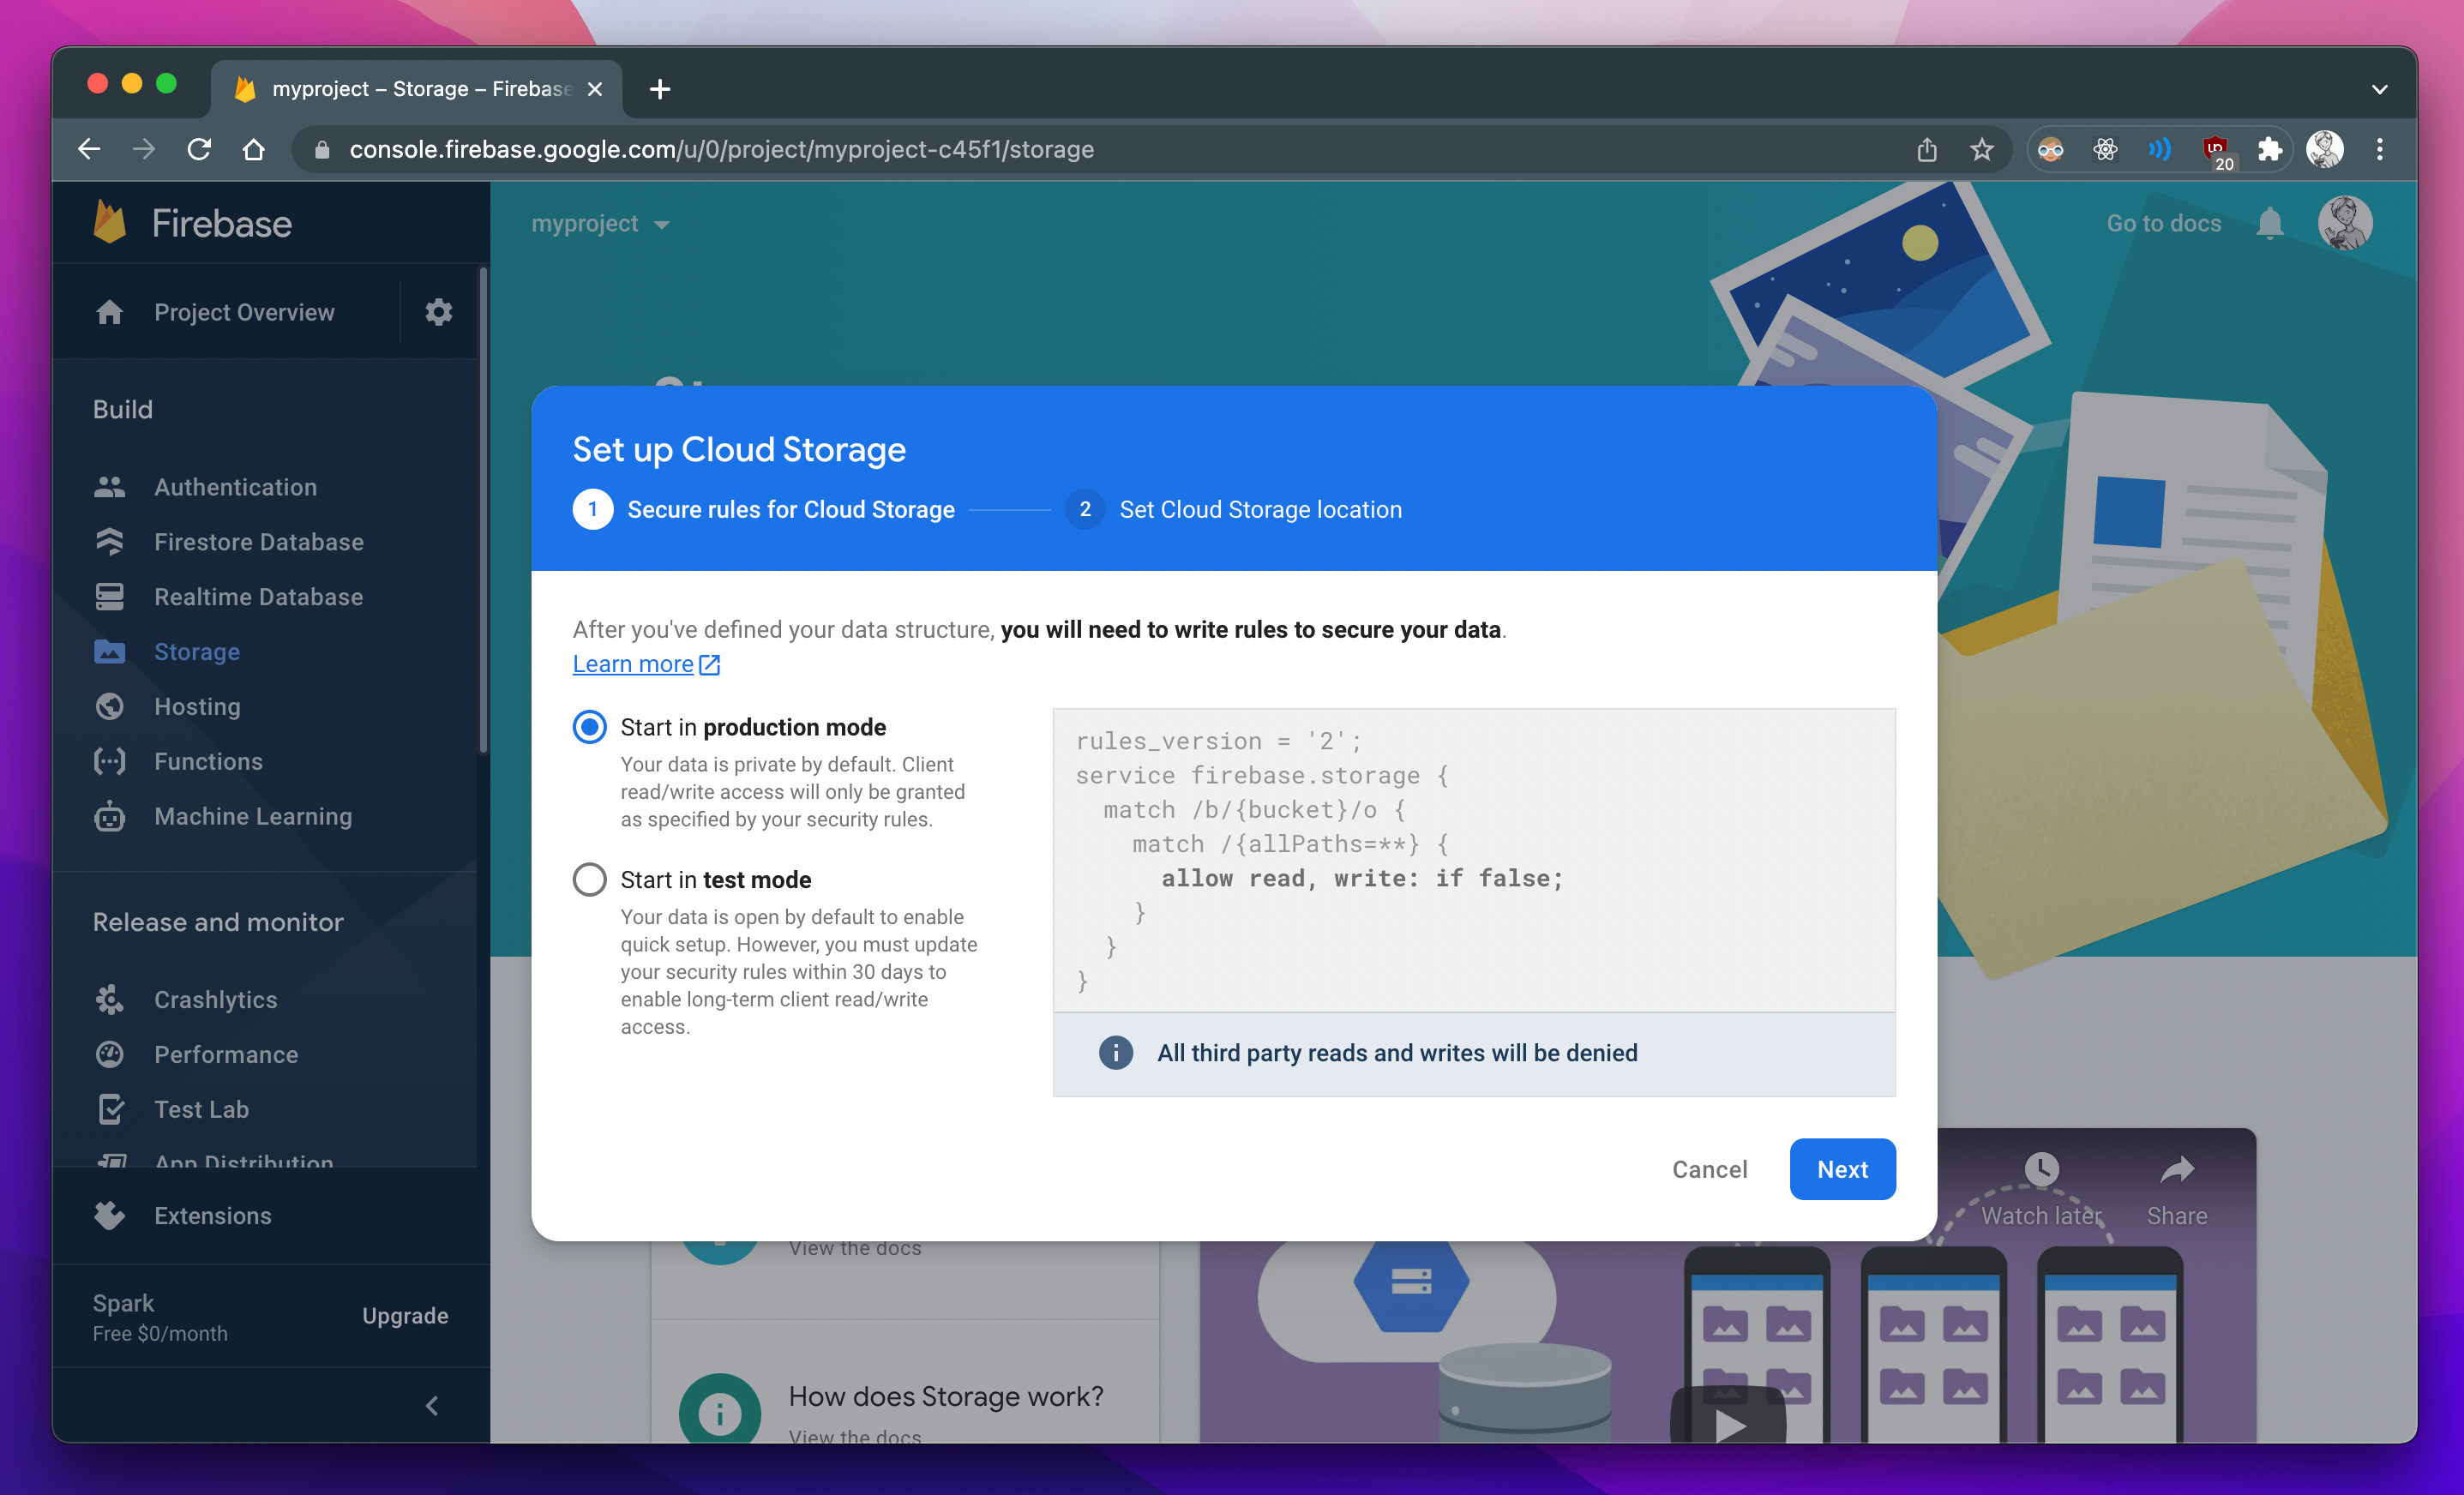 myproject – Storage – Firebase
console.firebase.google.com/u/0/project/myproject-c45f1/storage
20
Firebase
myproject
Go to docs
Project Overview
Build
Authentication
Firestore Database
Realtime Database
Storage
Hosting
Functions
Machine Learning
Release and monitor
Crashlytics
Performance
Test Lab
App Distribution
Extensions
Spark
Free $0/month
Upgrade
Set up Cloud Storage
1 Secure rules for Cloud Storage
2 Set Cloud Storage location
After you've defined your data structure, you will need to write rules to secure your data.
Learn more
Start in production mode
Your data is private by default. Client
read/write access will only be granted
as specified by your security rules.
Start in test mode
Your data is open by default to enable
quick setup. However, you must update
your security rules within 30 days to
enable long-term client read/write
access.
rules_version = '2';
service firebase.storage {
  match /b/{bucket}/o {
    match /{allPaths=**} {
      allow read, write: if false;
    }
  }
}
All third party reads and writes will be denied
Cancel
Next
View the docs
How does Storage work?
View the docs
Watch later
Share